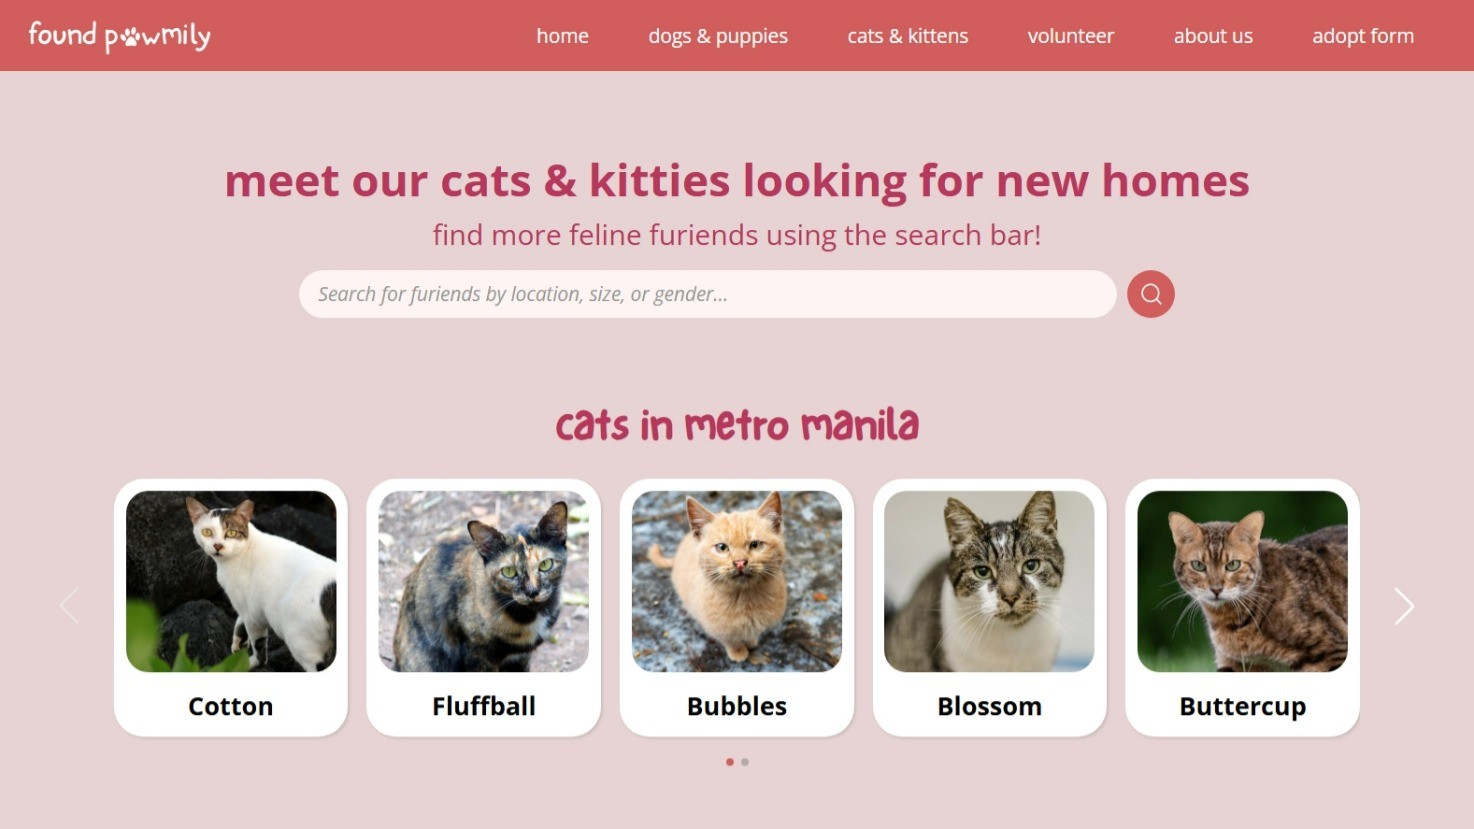 found pawmily
home
dogs & puppies
cats & kittens
volunteer
about us
adopt form
meet our cats & kitties looking for new homes
find more feline furiends using the search bar!
Search for furiends by location, size, or gender...
cats in metro manila
Cotton
Fluffball
Bubbles
Blossom
Buttercup